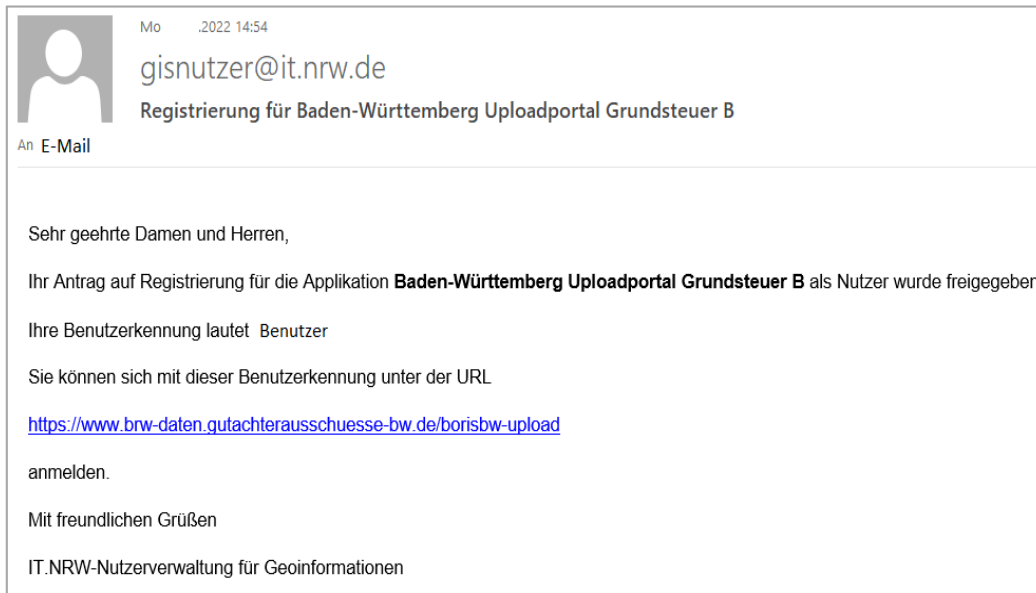 Mo .2022 14:54
gisnutzer@it.nrw.de
Registrierung für Baden-Württemberg Uploadportal Grundsteuer B
An E-Mail
Sehr geehrte Damen und Herren,
Ihr Antrag auf Registrierung für die Applikation Baden-Württemberg Uploadportal Grundsteuer B als Nutzer wurde freigegeben
Ihre Benutzerkennung lautet Benutzer
Sie können sich mit dieser Benutzerkennung unter der URL
https://www.brw-daten.gutachterausschuesse-bw.de/borisbw-upload
anmelden.
Mit freundlichen Grüßen
IT.NRW-Nutzerverwaltung für Geoinformationen